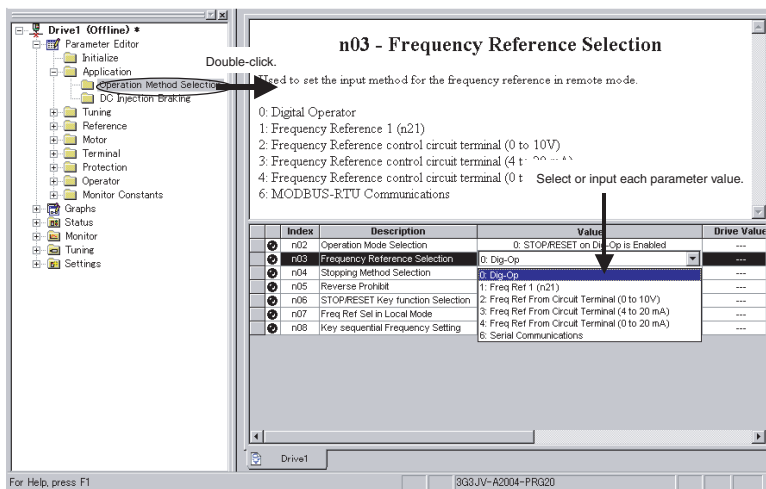 Drive1 (Offline) *
Parameter Editor
Initialize
Application
Operation Method Selection
DC Injection Braking
Tuning
Reference
Motor
Terminal
Protection
Operator
Monitor Constants
Graphs
Status
Monitor
Tuning
Settings
Double-click.
n03 - Frequency Reference Selection
Used to set the input method for the frequency reference in remote mode.
0: Digital Operator
1: Frequency Reference 1 (n21)
2: Frequency Reference control circuit terminal (0 to 10V)
3: Frequency Reference control circuit terminal (4 t
4: Frequency Reference control circuit terminal (0 t
6: MODBUS-RTU Communications
Select or input each parameter value.
Index Description Value Drive Value
n02 Operation Mode Selection 0: STOP/RESET on Dig-Op is Enabled ---
n03 Frequency Reference Selection 0: Dig-Op ---
n04 Stopping Method Selection ---
n05 Reverse Prohibit ---
n06 STOP/RESET Key function Selection ---
n07 Freq Ref Sel in Local Mode ---
n08 Key sequential Frequency Setting ---
0: Dig-Op
1: Freq Ref 1 (n21)
2: Freq Ref From Circuit Terminal (0 to 10V)
3: Freq Ref From Circuit Terminal (4 to 20 mA)
4: Freq Ref From Circuit Terminal (0 to 20 mA)
6: Serial Communications
Drive1
For Help, press F1
3G3JV-A2004-PRG20